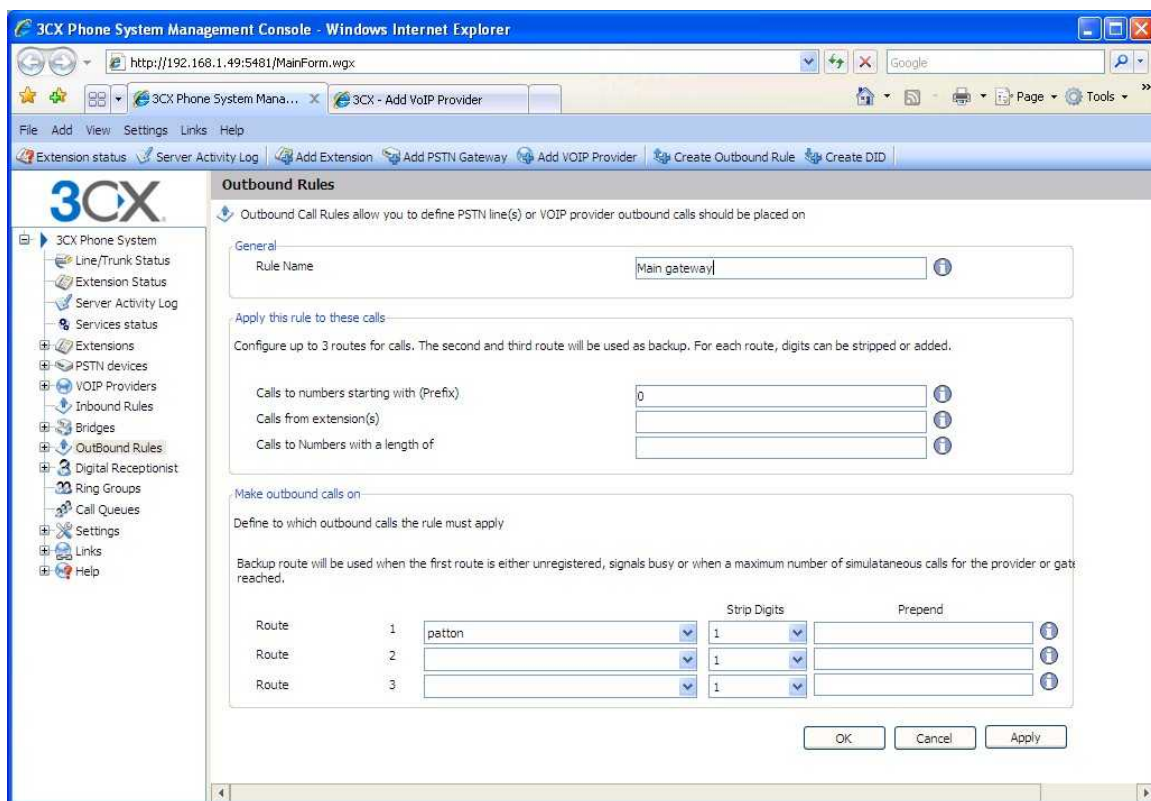 3CX Phone System Management Console - Windows Internet Explorer
http://192.168.1.49:5481/MainForm.wgx
Google
3CX Phone System Mana...
3CX - Add VoIP Provider
Page
Tools
File Add View Settings Links Help
Extension status Server Activity Log Add Extension Add PSTN Gateway Add VOIP Provider Create Outbound Rule Create DID
3CX
3CX Phone System
Line/Trunk Status
Extension Status
Server Activity Log
Services status
Extensions
PSTN devices
VOIP Providers
Inbound Rules
Bridges
OutBound Rules
Digital Receptionist
Ring Groups
Call Queues
Settings
Links
Help
Outbound Rules
Outbound Call Rules allow you to define PSTN line(s) or VOIP provider outbound calls should be placed on
General
Rule Name Main gateway
Apply this rule to these calls
Configure up to 3 routes for calls. The second and third route will be used as backup. For each route, digits can be stripped or added.
Calls to numbers starting with (Prefix) 0
Calls from extension(s)
Calls to Numbers with a length of
Make outbound calls on
Define to which outbound calls the rule must apply
Backup route will be used when the first route is either unregistered, signals busy or when a maximum number of simulataneous calls for the provider or gate
reached.
Strip Digits Prepend
Route 1 patton 1
Route 2 1
Route 3 1
OK Cancel Apply